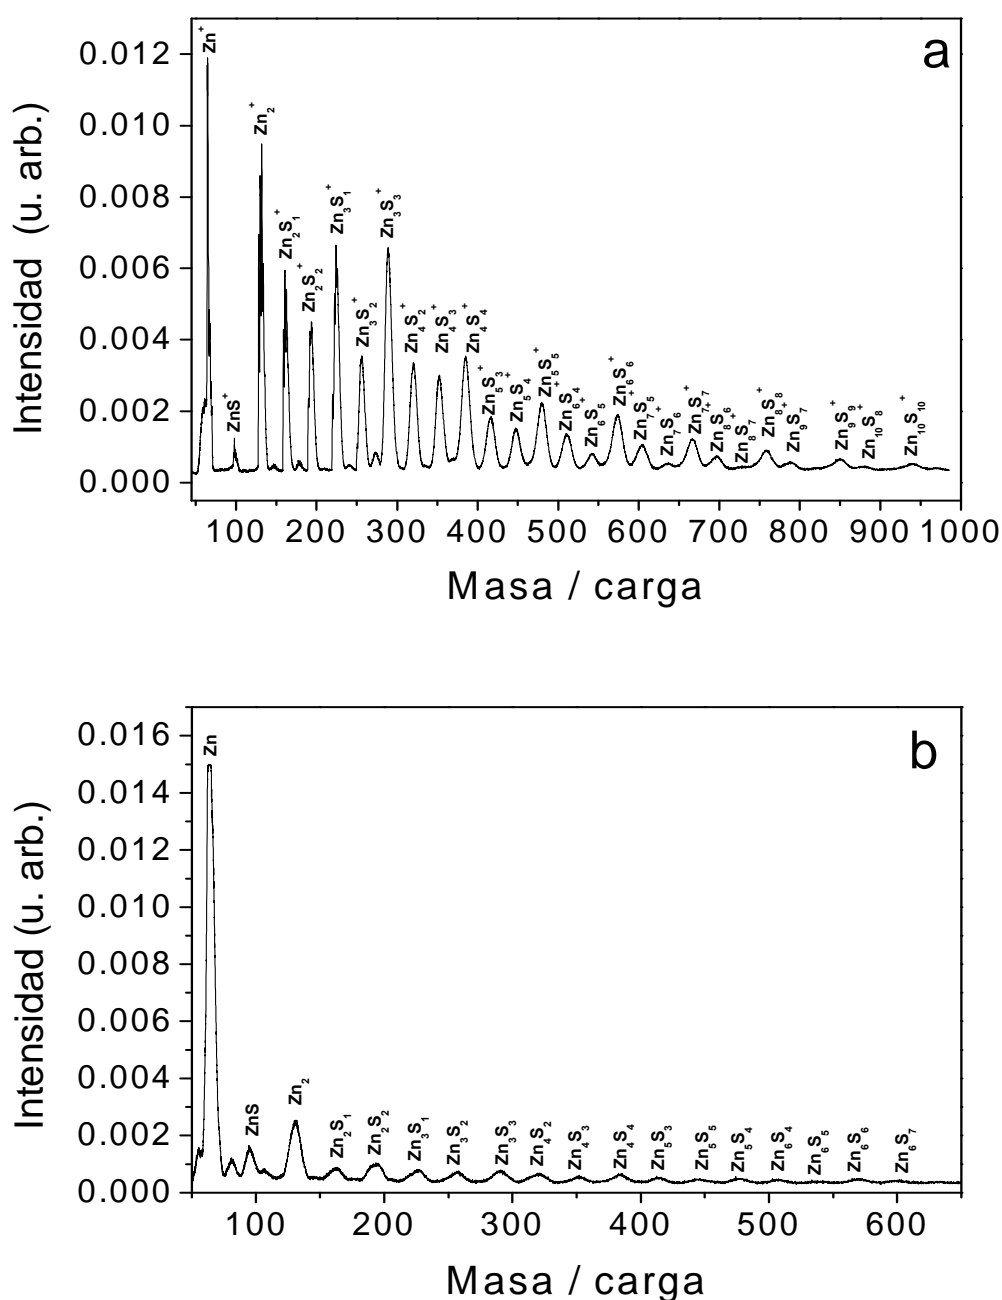 a
Intensidad (u. arb.)
0.012
0.010
0.008
0.006
0.004
0.002
0.000
Zn+
ZnS+
Zn2+
Zn2S1+
Zn2S2+
Zn3S1+
Zn3S2+
Zn3S3+
Zn4S2+
Zn4S3+
Zn4S4+
Zn5S3+
Zn5S4+
Zn5S5+
Zn6S4+
Zn6S5+
Zn6S6+
Zn7S5+
Zn7S6+
Zn7S7+
Zn8S6+
Zn8S7+
Zn8S8+
Zn9S7+
Zn9S9+
Zn10S8+
Zn10S10+
100 200 300 400 500 600 700 800 900 1000
Masa / carga
b
Intensidad (u. arb.)
0.016
0.014
0.012
0.010
0.008
0.006
0.004
0.002
0.000
Zn
ZnS
Zn2
Zn2S1
Zn2S2
Zn3S1
Zn3S2
Zn3S3
Zn4S2
Zn4S3
Zn4S4
Zn5S3
Zn5S5
Zn5S4
Zn6S4
Zn6S5
Zn6S6
Zn6S7
100 200 300 400 500 600
Masa / carga